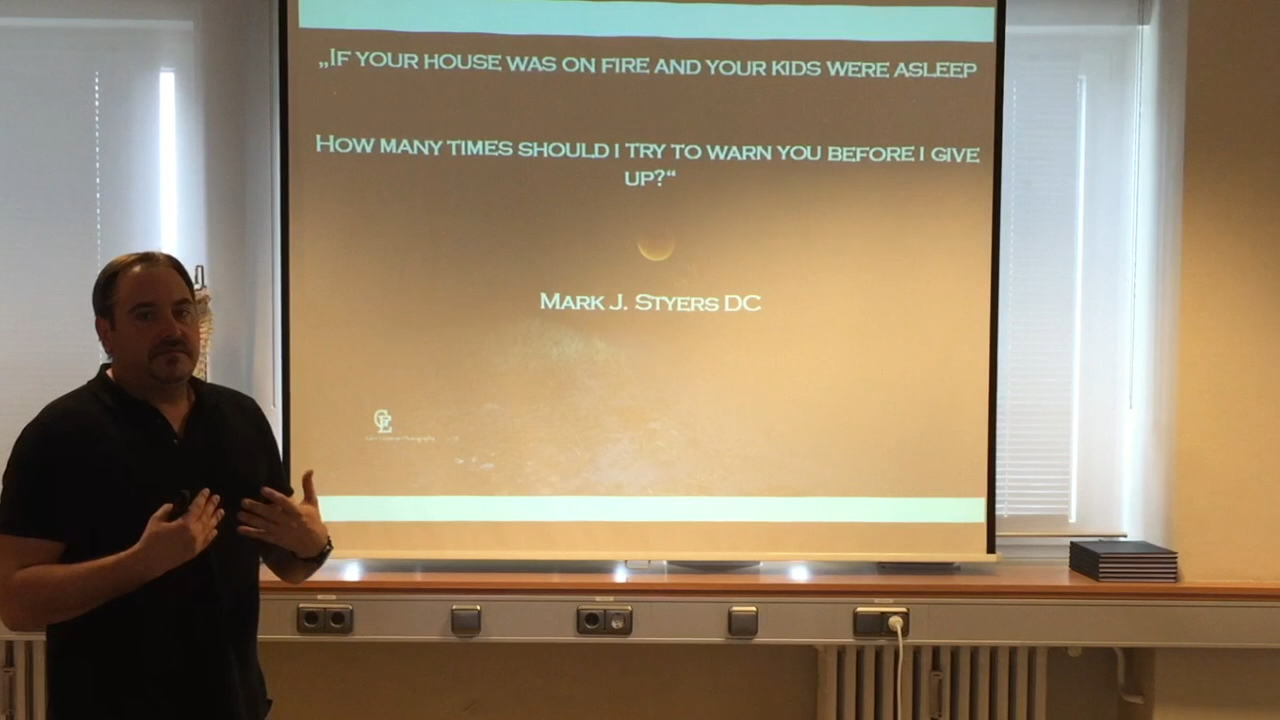 „IF YOUR HOUSE WAS ON FIRE AND YOUR KIDS WERE ASLEEP
HOW MANY TIMES SHOULD I TRY TO WARN YOU BEFORE I GIVE
UP?“
MARK J. STYERS DC